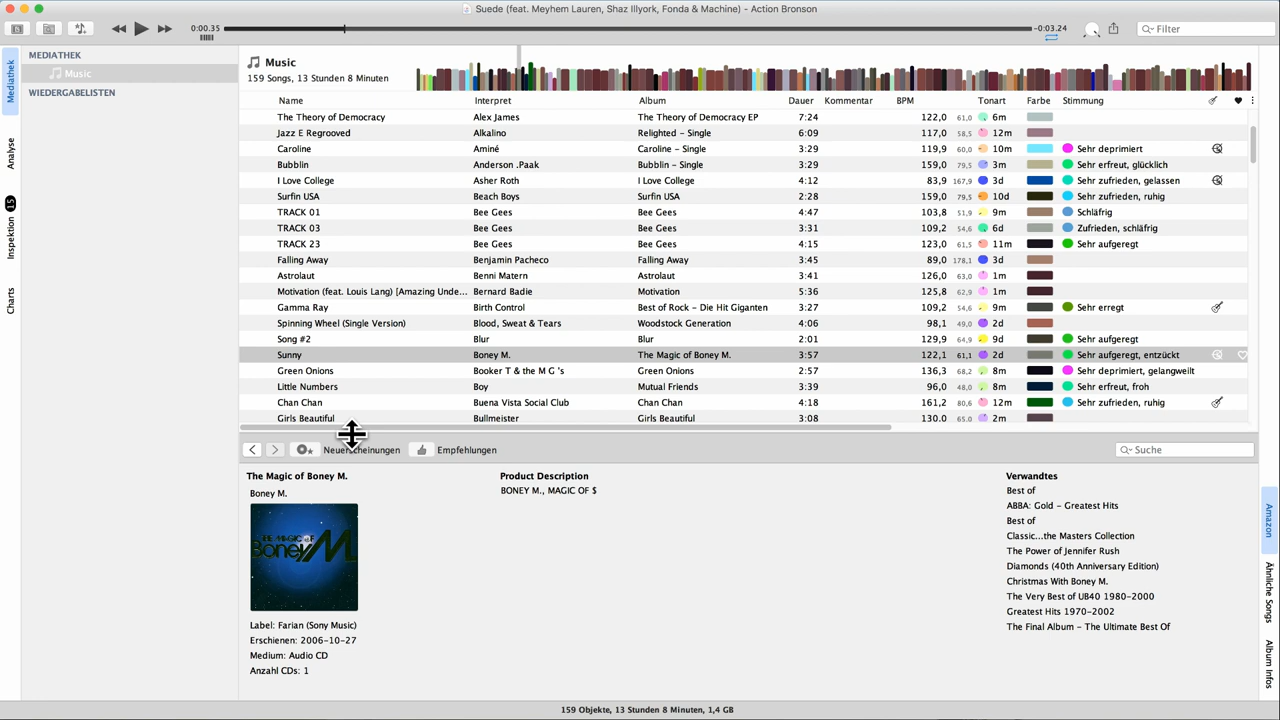 Suede (feat. Meyhem Lauren, Shaz Illyork, Fonda & Machine) - Action Bronson
0:00.35
-0:03.24
Filter
Mediathek
Analyse
Inspektion 15
Charts
MEDIATHEK
Music
WIEDERGABELISTEN
Music
159 Songs, 13 Stunden 8 Minuten
Name Interpret Album Dauer Kommentar BPM Tonart Farbe Stimmung
The Theory of Democracy Alex James The Theory of Democracy EP 7:24 122,0 61,0 6m
Jazz E Regrooved Alkalino Relighted - Single 6:09 117,0 58,5 12m
Caroline Aminé Caroline - Single 3:29 119,9 60,0 10m Sehr deprimiert
Bubblin Anderson .Paak Bubblin - Single 3:29 159,0 79,5 3m Sehr erfreut, glücklich
I Love College Asher Roth I Love College 4:12 83,9 167,9 3d Sehr zufrieden, gelassen
Surfin USA Beach Boys Surfin USA 2:28 159,0 79,5 10d Sehr zufrieden, ruhig
TRACK 01 Bee Gees Bee Gees 4:47 103,8 51,9 9m Schläfrig
TRACK 03 Bee Gees Bee Gees 3:31 109,2 54,6 6d Zufrieden, schläfrig
TRACK 23 Bee Gees Bee Gees 4:15 123,0 61,5 11m Sehr aufgeregt
Falling Away Benjamin Pacheco Falling Away 3:45 89,0 178,1 3d
Astrolaut Benni Matern Astrolaut 3:41 126,0 63,0 1m
Motivation (feat. Louis Lang) [Amazing Unde... Bernard Badie Motivation 5:36 125,8 62,9 1m
Gamma Ray Birth Control Best of Rock - Die Hit Giganten 3:27 109,2 54,6 9m Sehr erregt
Spinning Wheel (Single Version) Blood, Sweat & Tears Woodstock Generation 4:06 98,1 49,0 2d
Song #2 Blur Blur 2:01 129,9 64,9 9d Sehr aufgeregt
Sunny Boney M. The Magic of Boney M. 3:57 122,1 61,1 2d Sehr aufgeregt, entzückt
Green Onions Booker T & the M G 's Green Onions 2:57 136,3 68,2 8m Sehr deprimiert, gelangweilt
Little Numbers Boy Mutual Friends 3:39 96,0 48,0 8m Sehr erfreut, froh
Chan Chan Buena Vista Social Club Chan Chan 4:18 161,2 80,6 12m Sehr zufrieden, ruhig
Girls Beautiful Bullmeister Girls Beautiful 3:08 130.0 65.0 2m
Neuerscheinungen Empfehlungen
Suche
The Magic of Boney M.
Boney M.
THE MAGIC OF
Boney M.
Label: Farian (Sony Music)
Erschienen: 2006-10-27
Medium: Audio CD
Anzahl CDs: 1
Product Description
BONEY M., MAGIC OF $
Verwandtes
Best of
ABBA: Gold - Greatest Hits
Best of
Classic...the Masters Collection
The Power of Jennifer Rush
Diamonds (40th Anniversary Edition)
Christmas With Boney M.
The Very Best of UB40 1980-2000
Greatest Hits 1970-2002
The Final Album - The Ultimate Best Of
Amazon
Ähnliche Songs
Album Infos
159 Objekte, 13 Stunden 8 Minuten, 1,4 GB